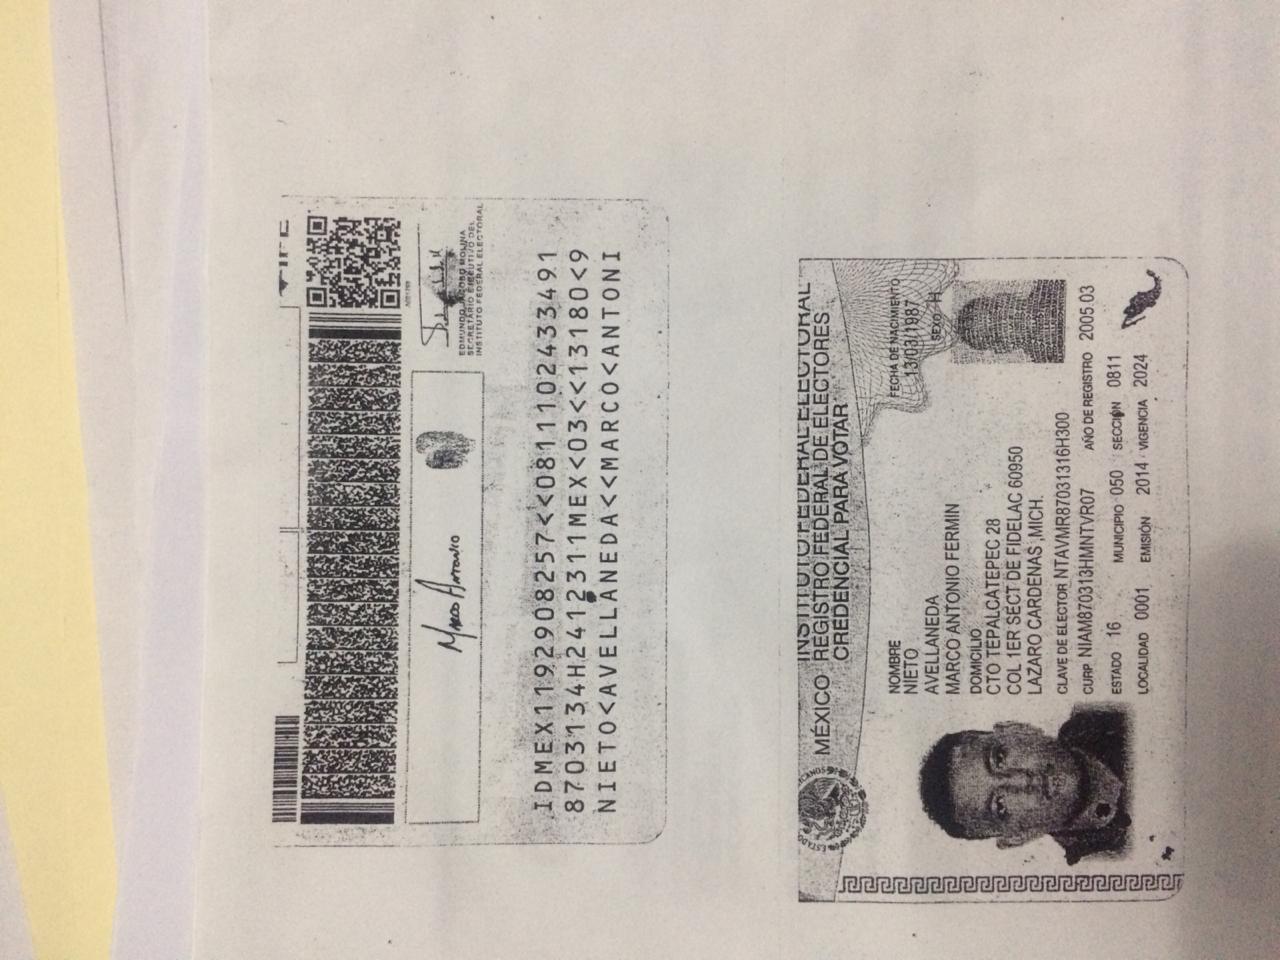 IFE
Marco Antonio
EDMUNDO JACOBO MOLINA
SECRETARIO EJECUTIVO DEL
INSTITUTO FEDERAL ELECTORAL
IDMEX1192908257<<0811102433491
8703134H2412311MEX<03<<13180<9
NIETO<AVELLANEDA<<MARCO<ANTONI
INSTITUTO FEDERAL ELECTORAL
MÉXICO REGISTRO FEDERAL DE ELECTORES
CREDENCIAL PARA VOTAR
NOMBRE
NIETO
AVELLANEDA
MARCO ANTONIO FERMIN
FECHA DE NACIMIENTO
13/03/1987
SEXO H
DOMICILIO
CTO TEPALCATEPEC 28
COL 1ER SECT DE FIDELAC 60950
LAZARO CARDENAS ,MICH.
CLAVE DE ELECTOR NTAVMR87031316H300
CURP NIAM870313HMNTVR07 AÑO DE REGISTRO 2005 03
ESTADO 16 MUNICIPIO 050 SECCIÓN 0811
LOCALIDAD 0001 EMISIÓN 2014 VIGENCIA 2024